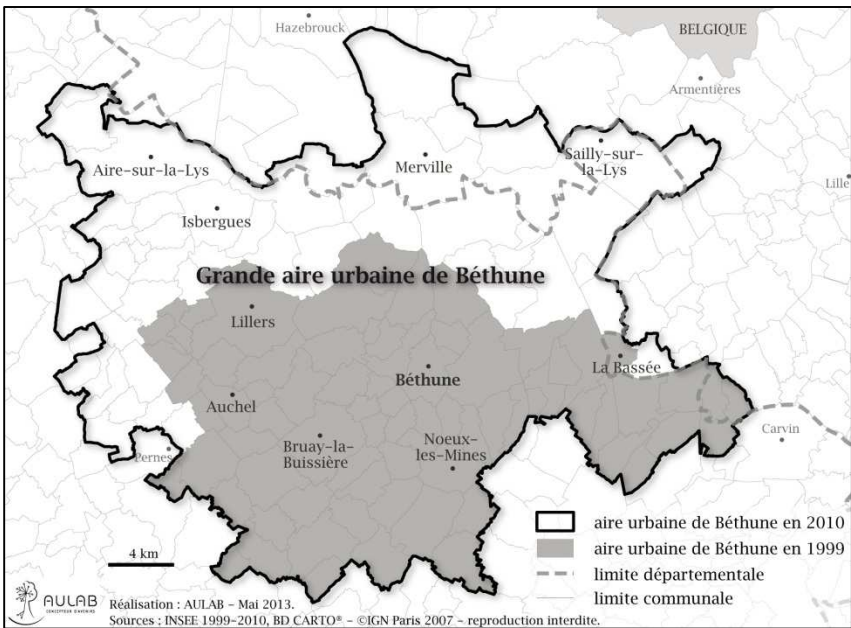 Hazebrouck
BELGIQUE
Armentières
Aire-sur-la-Lys
Merville
Sailly-sur-
la-Lys
Lille
Isbergues
Grande aire urbaine de Béthune
Lillers
Béthune
La Bassée
Auchel
Bruay-la-
Buissière
Noeux-
les-Mines
Pernes
Carvin
4 km
aire urbaine de Béthune en 2010
aire urbaine de Béthune en 1999
limite départementale
limite communale
AULAB
Réalisation : AULAB - Mai 2013.
Sources : INSEE 1999-2010, BD CARTO® - ©IGN Paris 2007 - reproduction interdite.